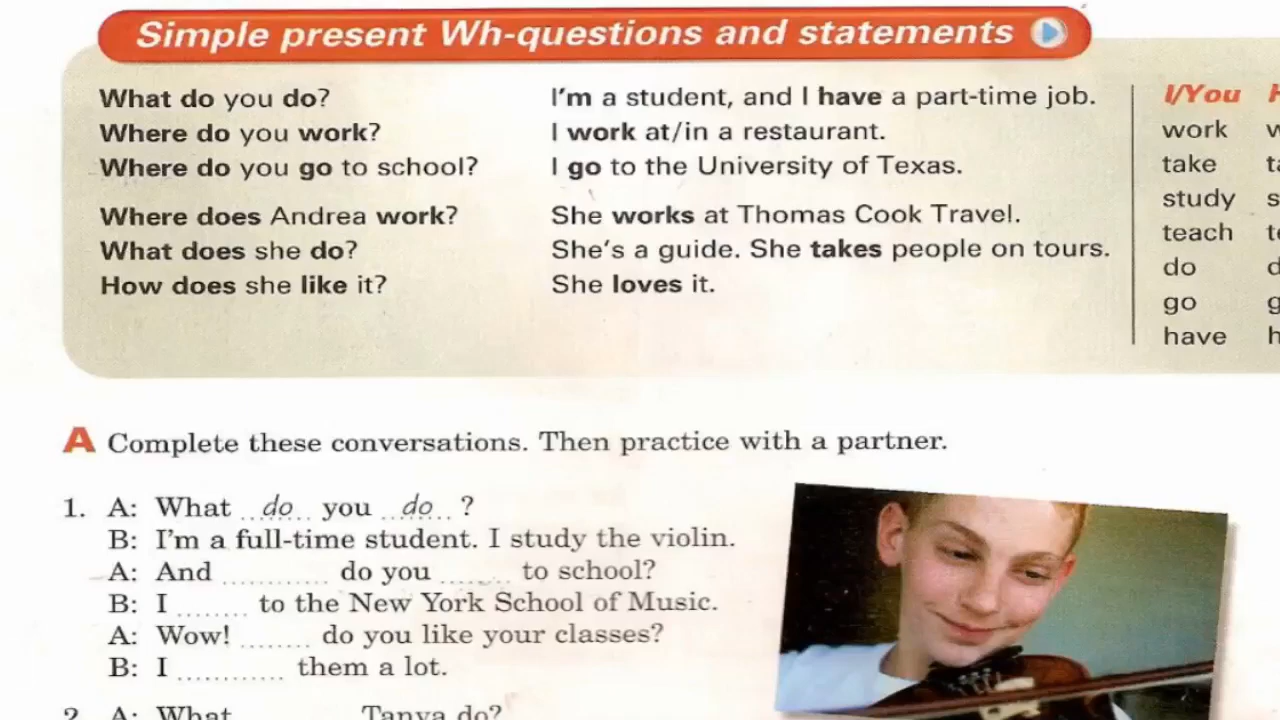 Simple present Wh-questions and statements
What do you do? I'm a student, and I have a part-time job.
Where do you work? I work at/in a restaurant.
Where do you go to school? I go to the University of Texas.
Where does Andrea work? She works at Thomas Cook Travel.
What does she do? She's a guide. She takes people on tours.
How does she like it? She loves it.
I/You
work
take
study
teach
do
go
have
A Complete these conversations. Then practice with a partner.
1. A: What ...do... you ...do... ?
B: I'm a full-time student. I study the violin.
A: And ............ do you ........ to school?
B: I ........ to the New York School of Music.
A: Wow! ........ do you like your classes?
B: I ............ them a lot.
2 A: What Tanya do?